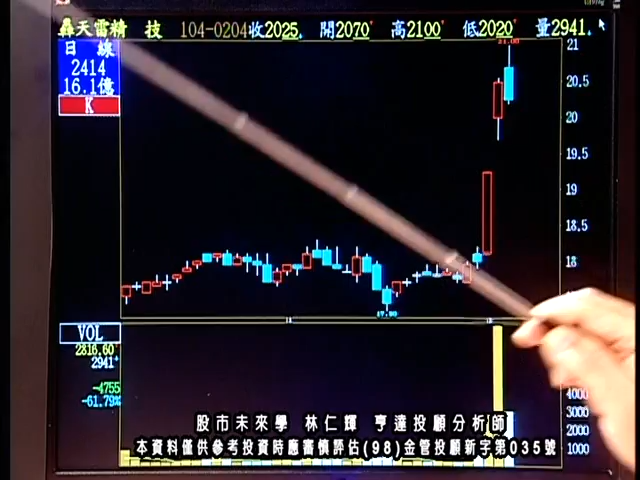 轟天雷精 技 104-0204收2025. 開2070 高2100 低2020 量2941.
日 線
2414
16.1億
K
21.00
21
20.5
20
19.5
19
18.5
18
17.30
VOL
2816.60
2941
-4755
-61.79%
4000
3000
2000
1000
股市未來學 林仁輝 亨達投顧分析師
本資料僅供參考投資時應審慎評估(98)金管投顧新字第035號